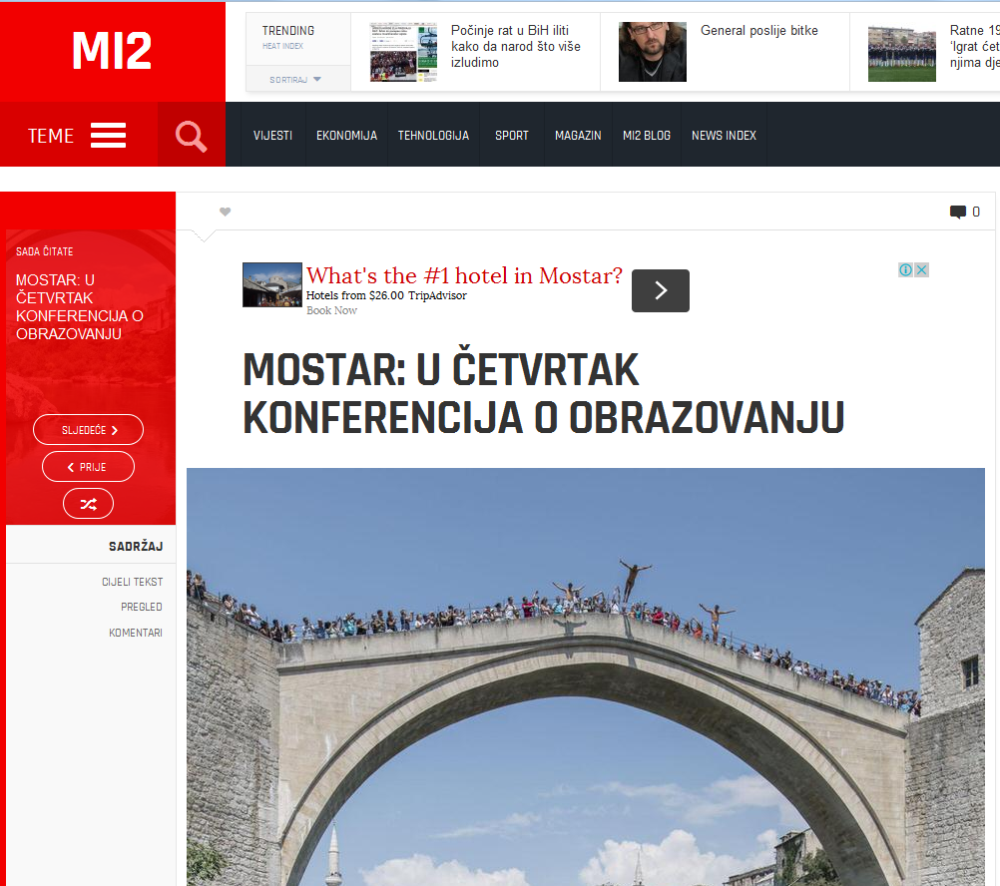 MI2
TRENDING
HEAT INDEX
SORTIRAJ
Počinje rat u BiH iliti
kako da narod što više
izludimo
General poslije bitke
Ratne 19
'Igrat ćet
njima dje
TEME
VIJESTI
EKONOMIJA
TEHNOLOGIJA
SPORT
MAGAZIN
MI2 BLOG
NEWS INDEX
0
SADA ČITATE
MOSTAR: U
ČETVRTAK
KONFERENCIJA O
OBRAZOVANJU
SLJEDEĆE
PRIJE
SADRŽAJ
CIJELI TEKST
PREGLED
KOMENTARI
What's the #1 hotel in Mostar?
Hotels from $26.00 TripAdvisor
Book Now
MOSTAR: U ČETVRTAK
KONFERENCIJA O OBRAZOVANJU